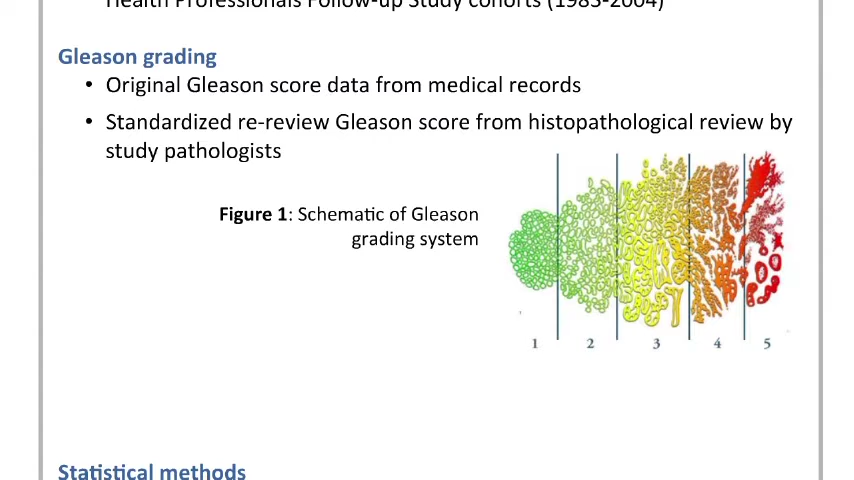 Health Professionals Follow-up Study cohorts (1983-2004)
Gleason grading
• Original Gleason score data from medical records
• Standardized re-review Gleason score from histopathological review by
study pathologists
Figure 1: Schematic of Gleason
grading system
1 2 3 4 5
Statistical methods